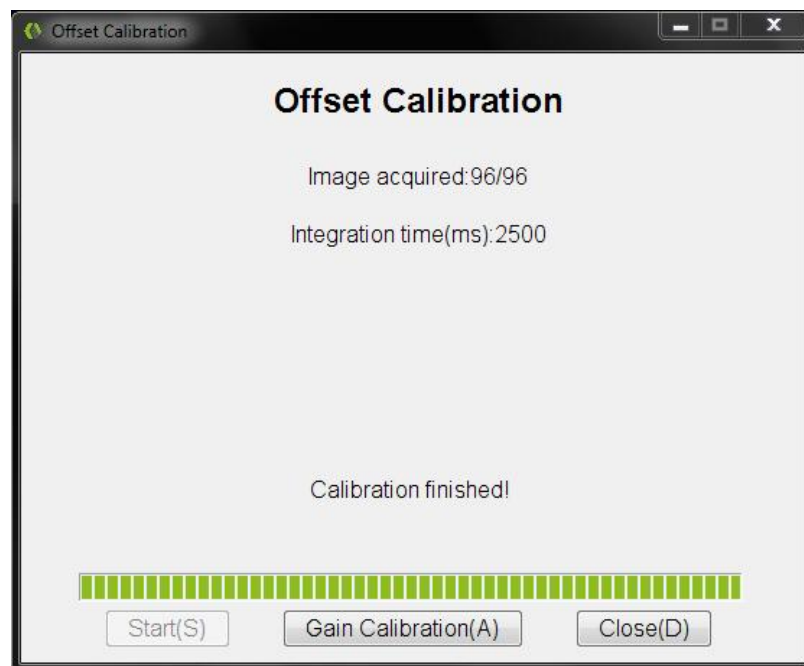 Offset Calibration
Offset Calibration
Image acquired:96/96
Integration time(ms):2500
Calibration finished!
Start(S) Gain Calibration(A) Close(D)